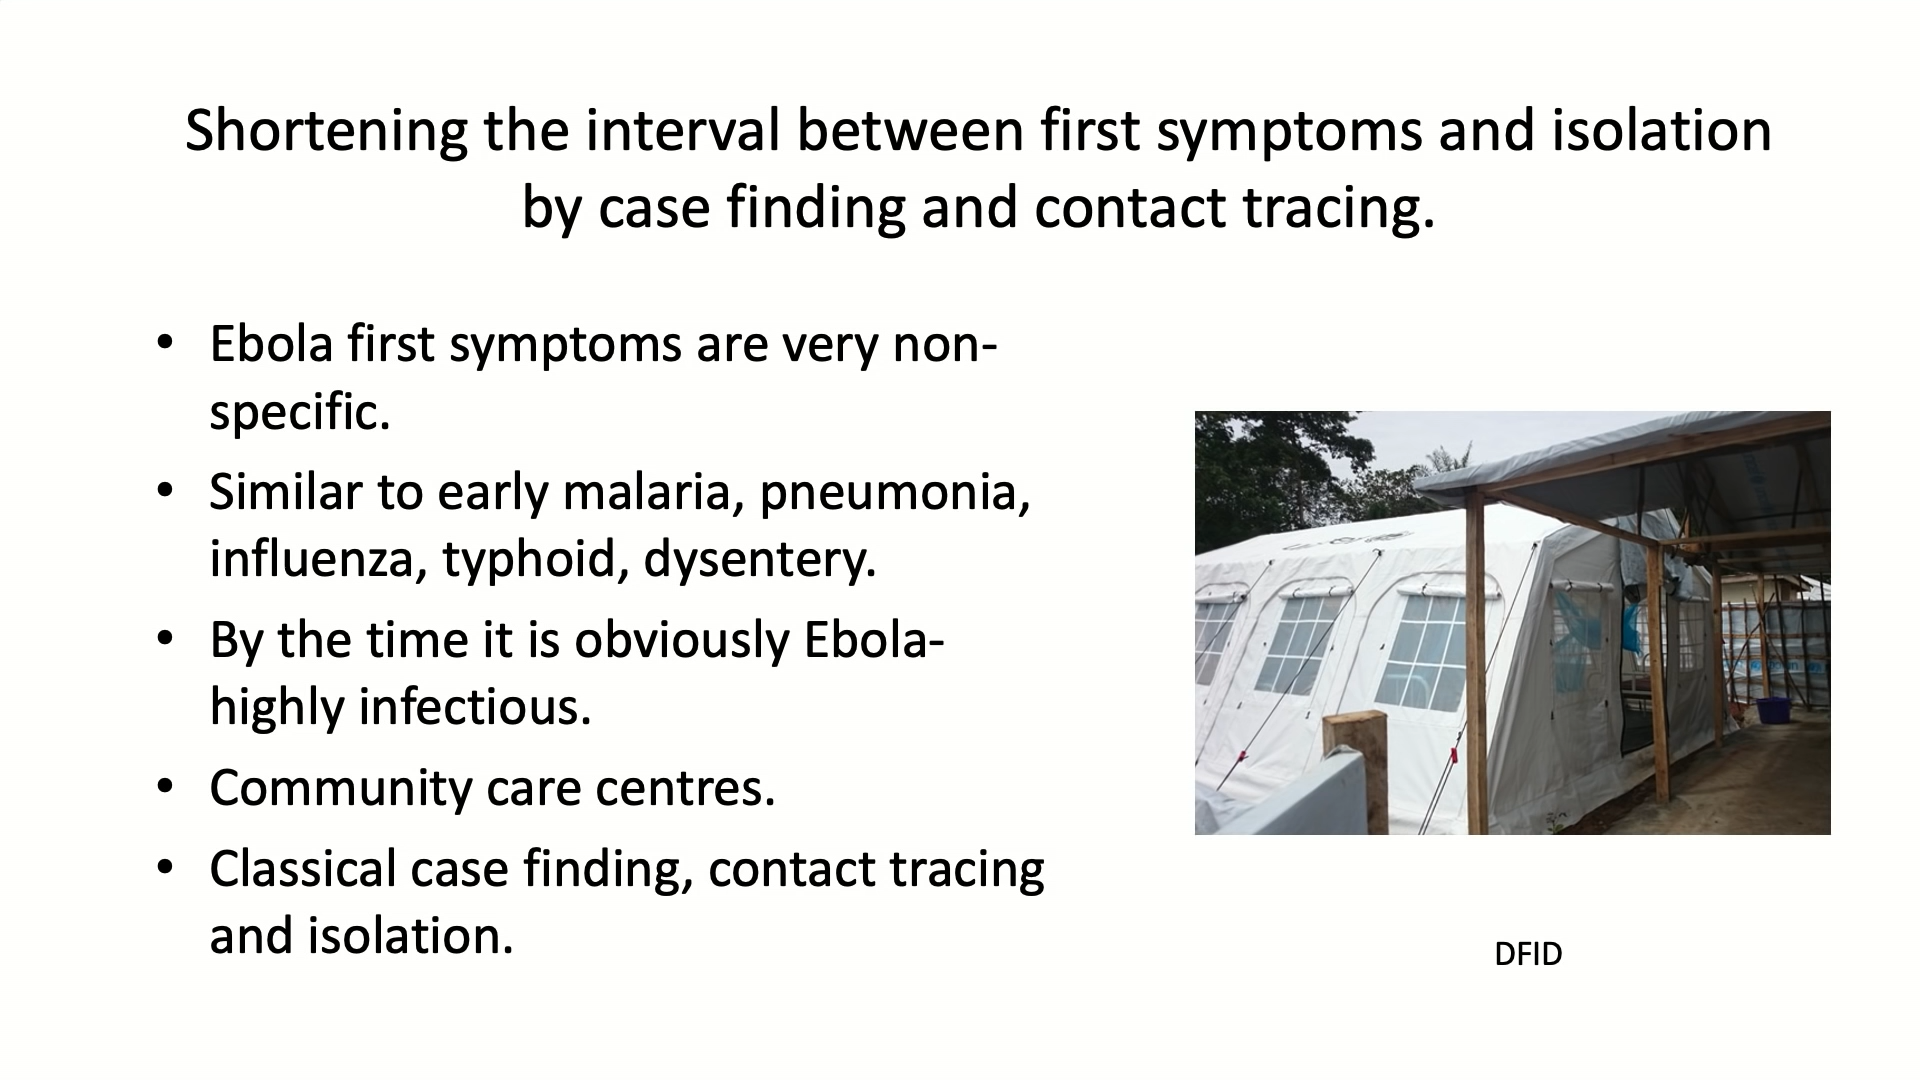 Shortening the interval between first symptoms and isolation
by case finding and contact tracing.
• Ebola first symptoms are very non-
specific.
• Similar to early malaria, pneumonia,
influenza, typhoid, dysentery.
• By the time it is obviously Ebola-
highly infectious.
• Community care centres.
• Classical case finding, contact tracing
and isolation.
DFID